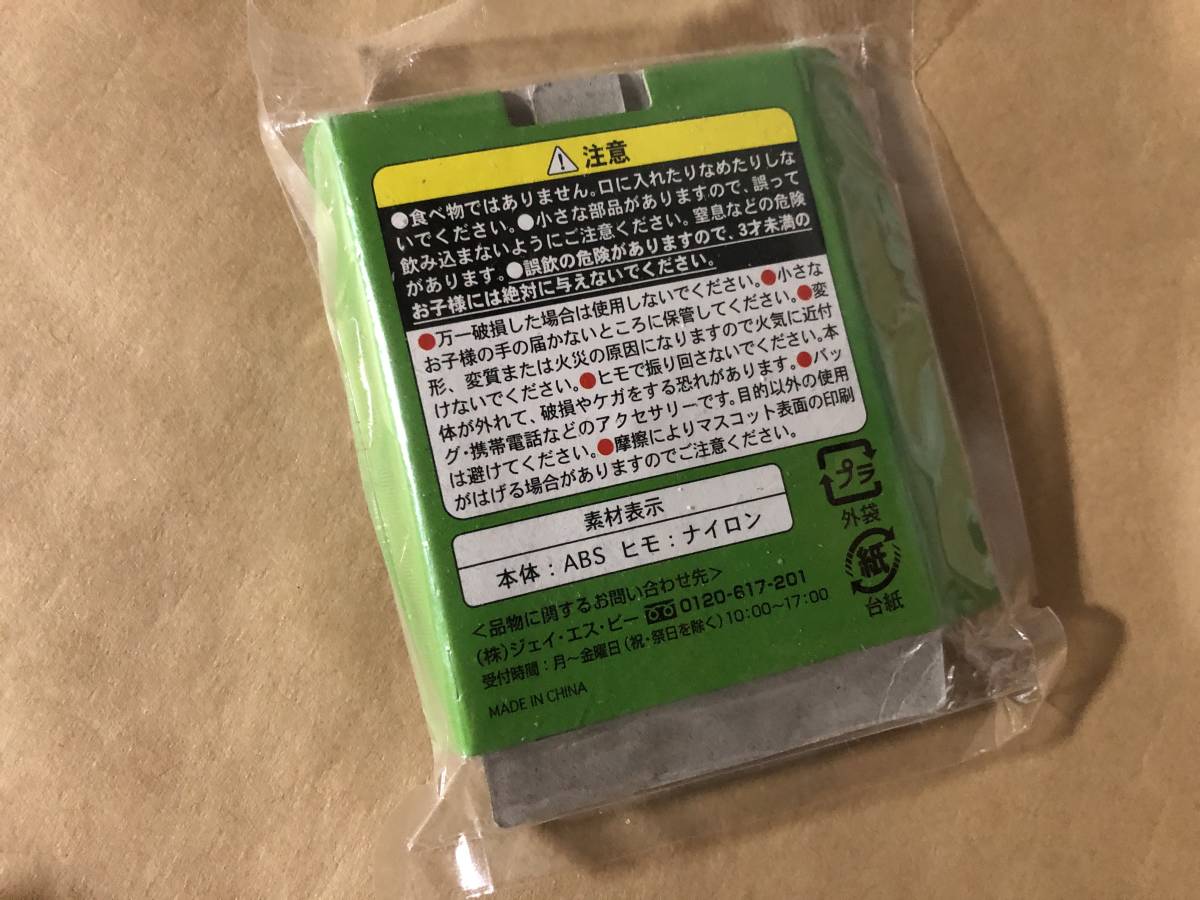 注意
●食べ物ではありません。口に入れたりなめたりしな
いでください。●小さな部品がありますので、誤って
飲み込まないようにご注意ください。窒息などの危険
があります。●誤飲の危険がありますので、3才未満の
お子様には絶対に与えないでください。
●万一破損した場合は使用しないでください。●小さな
お子様の手の届かないところに保管してください。●変
形、変質または火災の原因になりますので火気に近付
けないでください。●ヒモで振り回さないでください。本
体が外れて、破損やケガをする恐れがあります。●バッ
グ・携帯電話などのアクセサリーです。目的以外の使用
は避けてください。●摩擦によりマスコット表面の印刷
がはげる場合がありますのでご注意ください。
素材表示
本体：ABS ヒモ：ナイロン
プラ
外袋
紙
台紙
＜品物に関するお問い合わせ先＞
(株)ジェイ・エス・ビー 0120-617-201
受付時間：月～金曜日(祝・祭日を除く)10:00～17:00
MADE IN CHINA